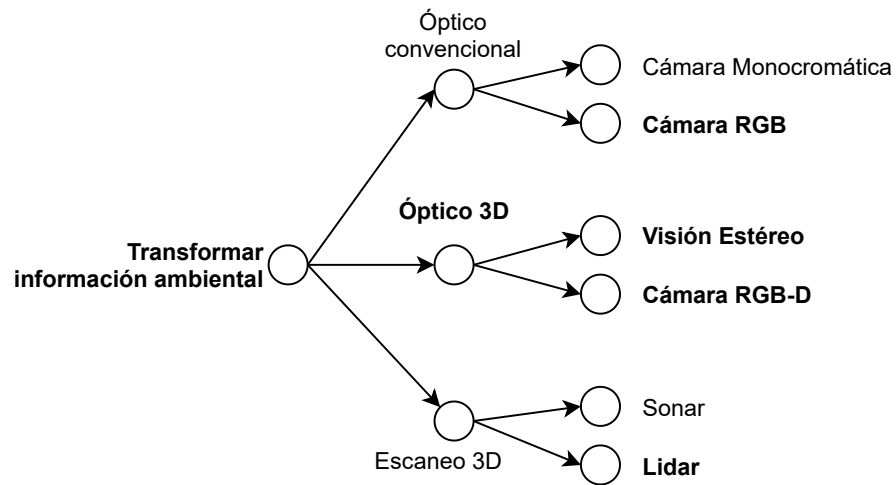 Óptico
convencional
Cámara Monocromática
Cámara RGB
Óptico 3D
Visión Estéreo
Transformar
información ambiental
Cámara RGB-D
Sonar
Escaneo 3D
Lidar